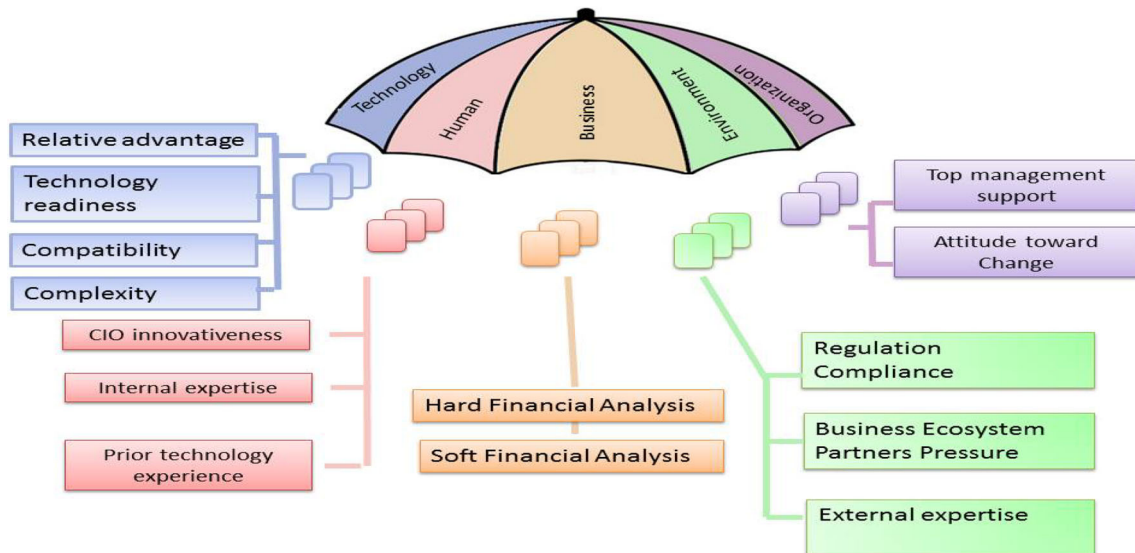 Technology
Human
Business
Environment
Organization
Relative advantage
Technology
readiness
Compatibility
Complexity
CIO innovativeness
Internal expertise
Prior technology
experience
Hard Financial Analysis
Soft Financial Analysis
Regulation
Compliance
Business Ecosystem
Partners Pressure
External expertise
Top management
support
Attitude toward
Change